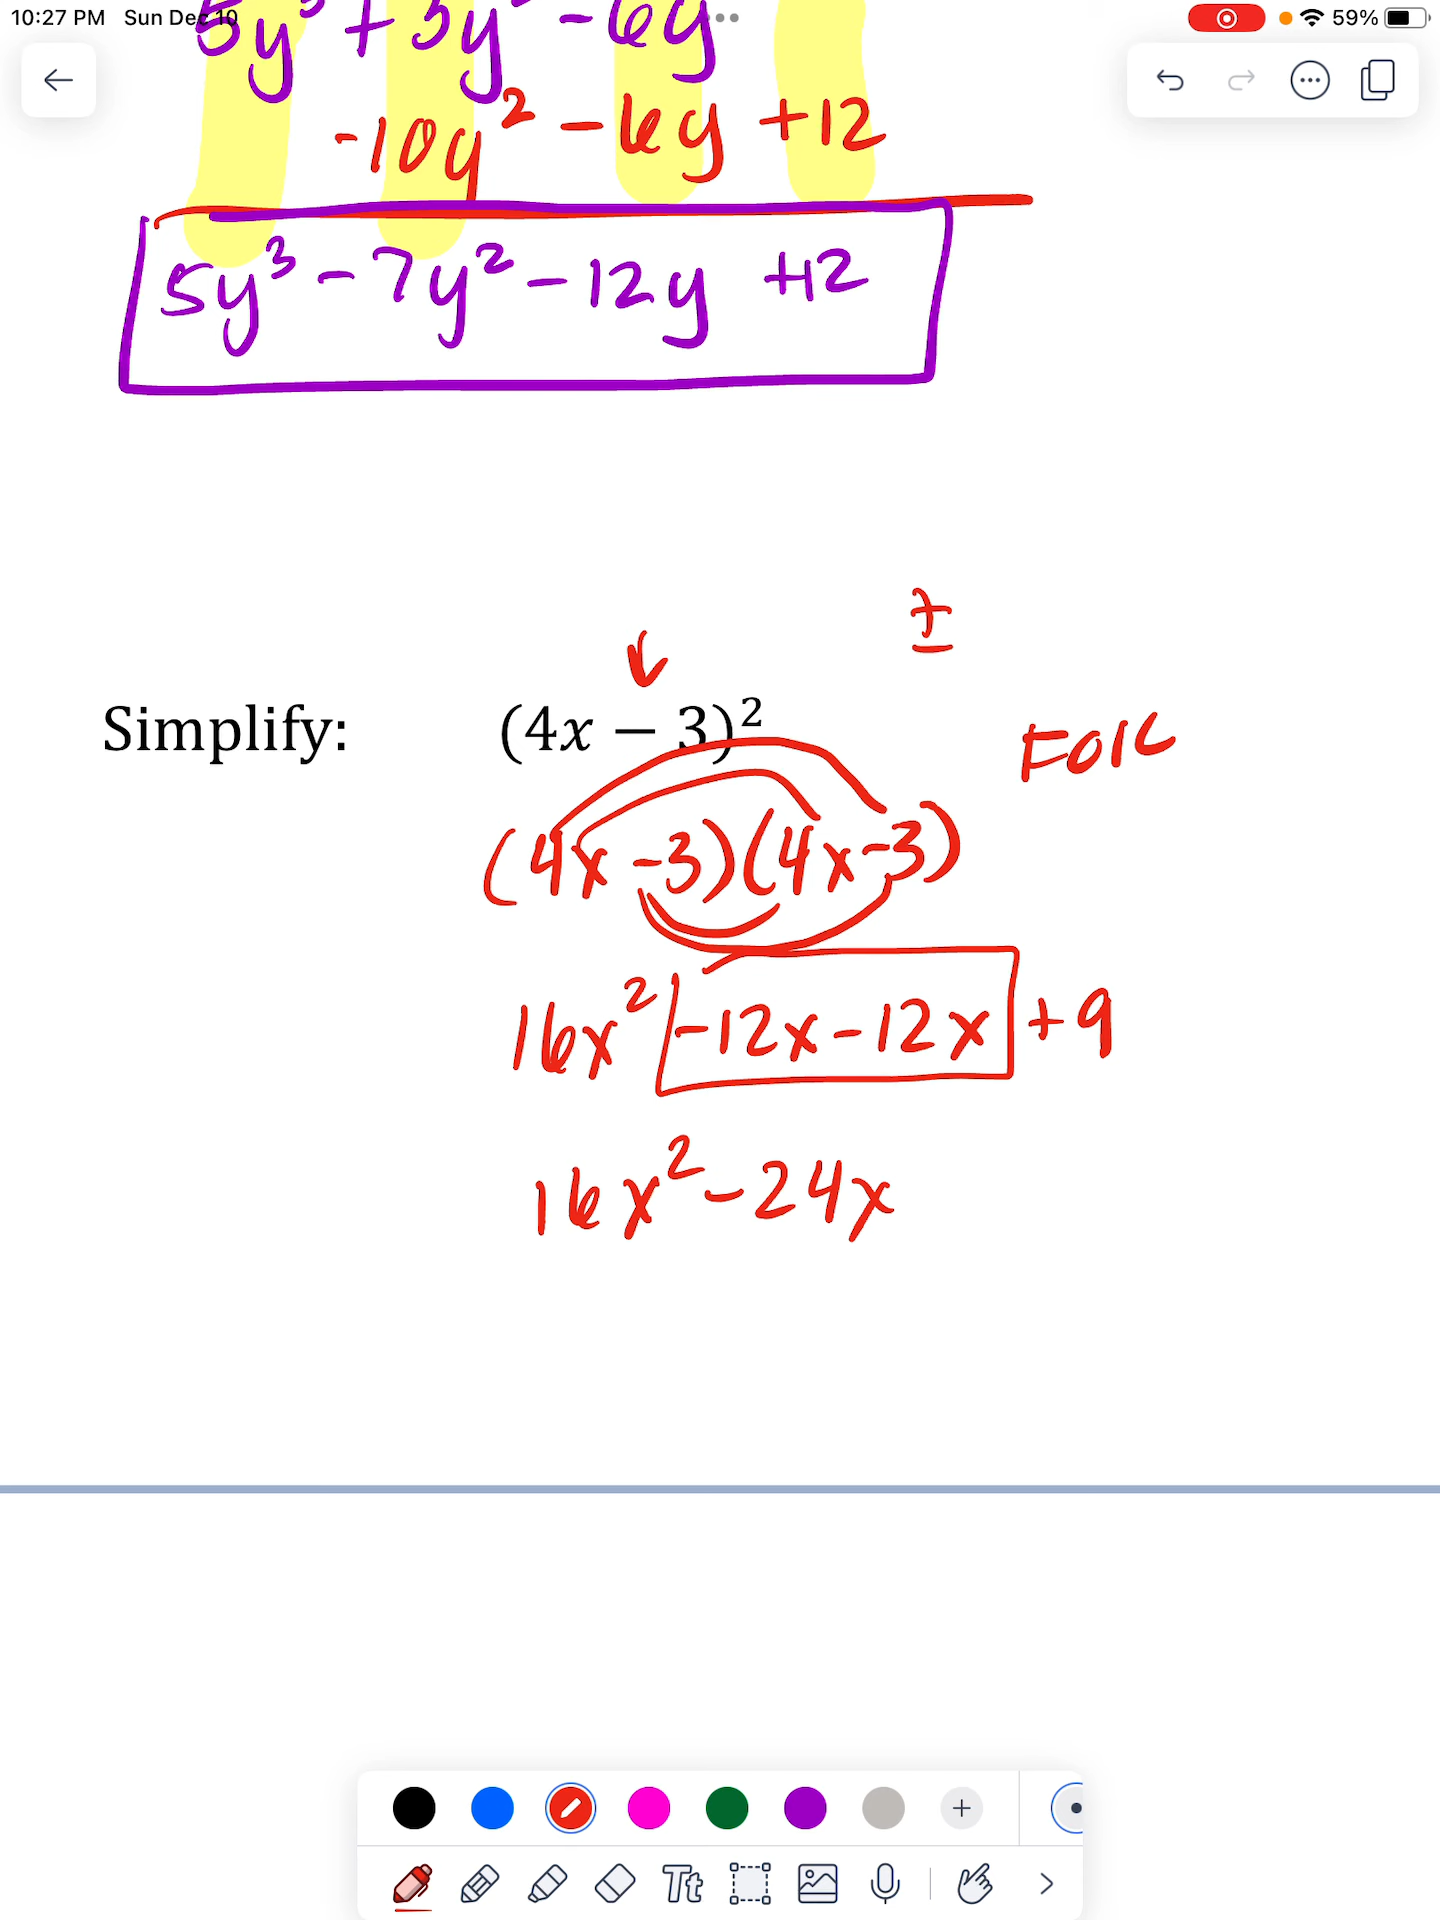 10:27 PM Sun Dec 10
59%
5y³ + 3y² - 6y
-10y² - 6y + 12
5y³ - 7y² - 12y + 12
±
Simplify: (4x − 3)²
FOIL
(4x - 3)(4x - 3)
16x² - 12x - 12x + 9
16x² - 24x
Tt